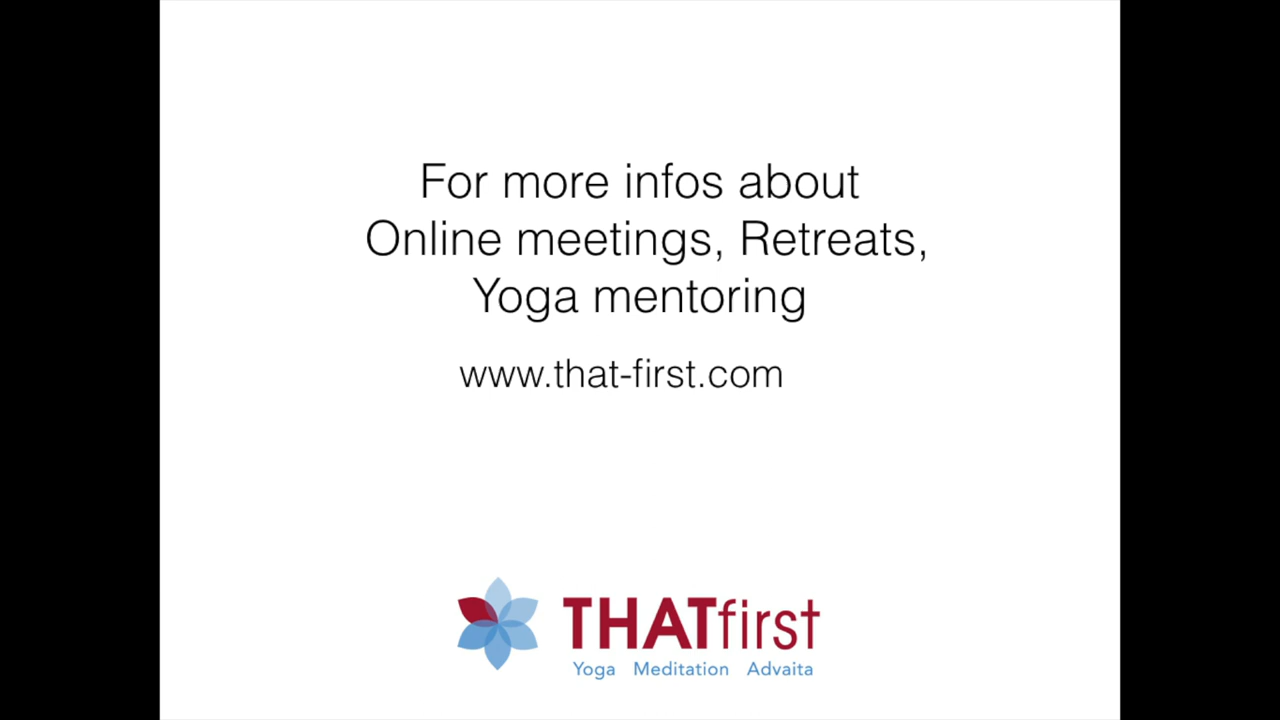 For more infos about
Online meetings, Retreats,
Yoga mentoring
www.that-first.com
THATfirst
Yoga Meditation Advaita